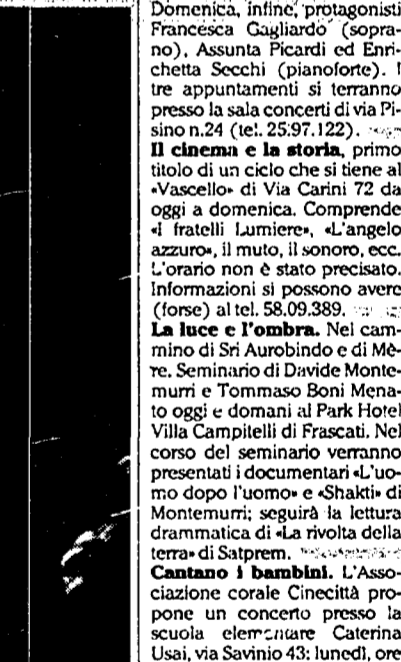 Domenica, infine, protagonisti
Francesca Gagliardo (sopra-
no), Assunta Picardi ed Enri-
chetta Secchi (pianoforte). I
tre appuntamenti si terranno
presso la sala concerti di via Pi-
sino n.24 (tel. 25.97.122).
Il cinema e la storia, primo
titolo di un ciclo che si tiene al
«Vascello» di Via Carini 72 da
oggi a domenica. Comprende
«I fratelli Lumiere», «L'angelo
azzuro», il muto, il sonoro, ecc.
L'orario non è stato precisato.
Informazioni si possono avere
(forse) al tel. 58.09.389.
La luce e l'ombra. Nel cam-
mino di Sri Aurobindo e di Mè-
re. Seminario di Davide Monte-
murri e Tommaso Boni Mena-
to oggi e domani al Park Hotel
Villa Campitelli di Frascati. Nel
corso del seminario verranno
presentati i documentari «L'uo-
mo dopo l'uomo» e «Shakti» di
Montemurri; seguirà la lettura
drammatica di «La rivolta della
terra» di Satprem.
Cantano i bambini. L'Asso-
ciazione corale Cinecittà pro-
pone un concerto presso la
scuola elementare Caterina
Usai, via Savinio 43: lunedì, ore